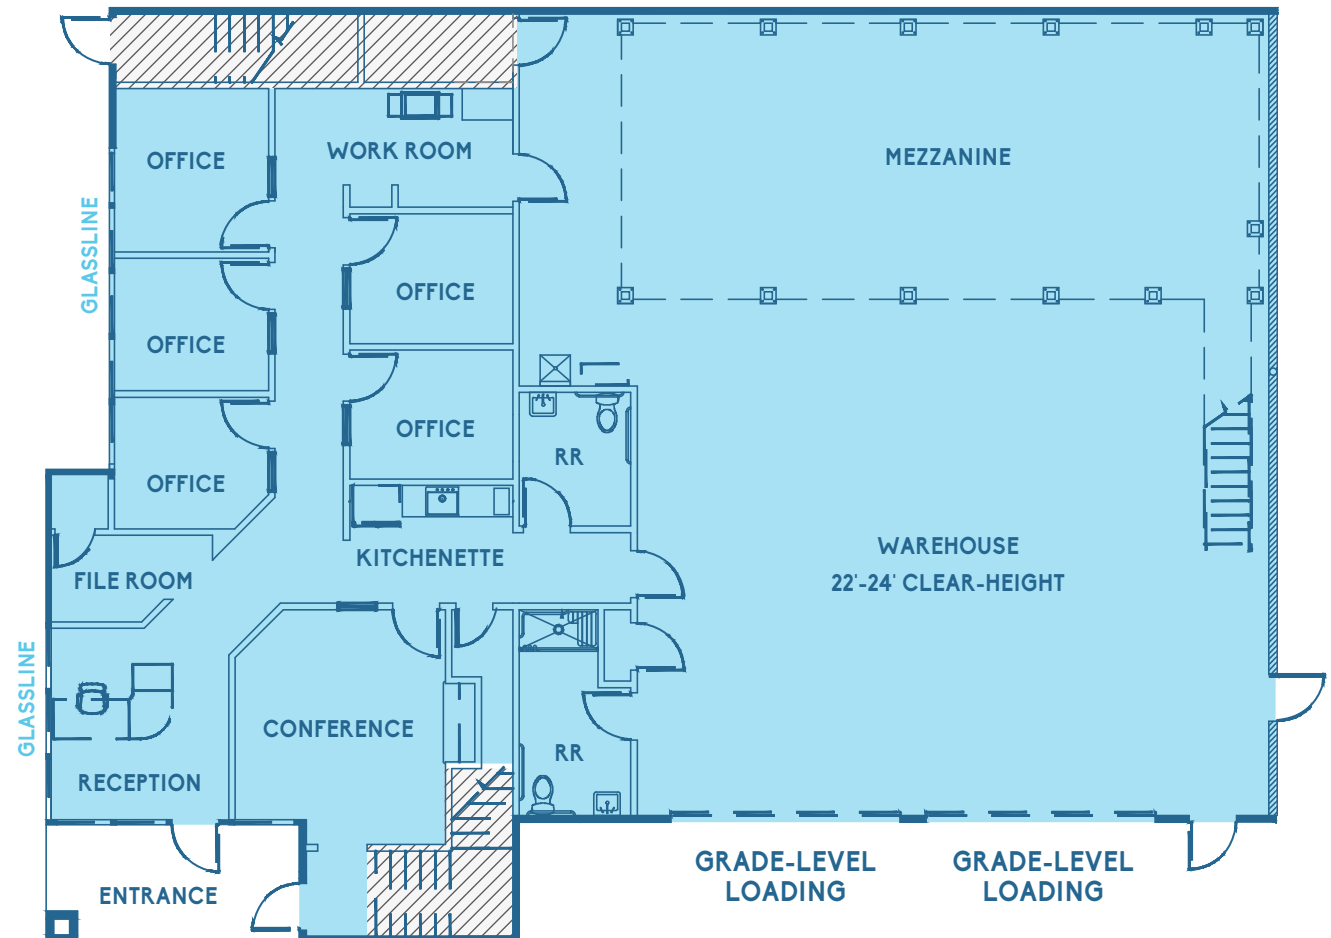 OFFICE
WORK ROOM
MEZZANINE
GLASSLINE
OFFICE
OFFICE
OFFICE
OFFICE
RR
KITCHENETTE
WAREHOUSE
22'-24' CLEAR-HEIGHT
FILE ROOM
GLASSLINE
CONFERENCE
RR
RECEPTION
GRADE-LEVEL
LOADING
GRADE-LEVEL
LOADING
ENTRANCE